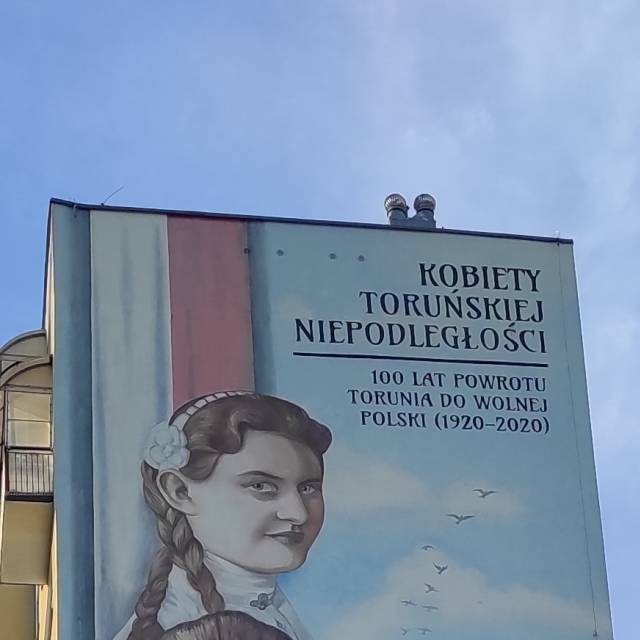 KOBIETY
TORUŃSKIEJ
NIEPODLEGŁOŚCI
100 LAT POWROTU
TORUNIA DO WOLNEJ
POLSKI (1920-2020)